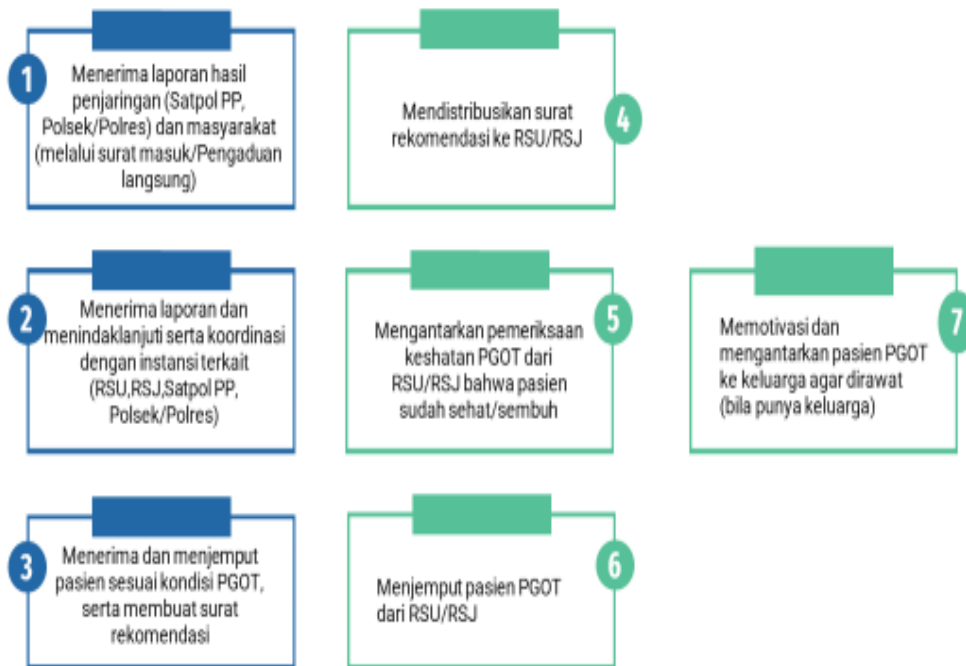 1
Menerima laporan hasil
penjaringan (Satpol PP,
Polsek/Polres) dan masyarakat
(melalui surat masuk/Pengaduan
langsung)
2
Menerima laporan dan
menindaklanjuti serta koordinasi
dengan instansi terkait
(RSU,RSJ,Satpol PP,
Polsek/Polres)
3
Menerima dan menjemput
pasien sesuai kondisi PGOT,
serta membuat surat
rekomendasi
4
Mendistribusikan surat
rekomendasi ke RSU/RSJ
5
Mengantarkan pemeriksaan
keshatan PGOT dari
RSU/RSJ bahwa pasien
sudah sehat/sembuh
6
Menjemput pasien PGOT
dari RSU/RSJ
7
Memotivasi dan
mengantarkan pasien PGOT
ke keluarga agar dirawat
(bila punya keluarga)